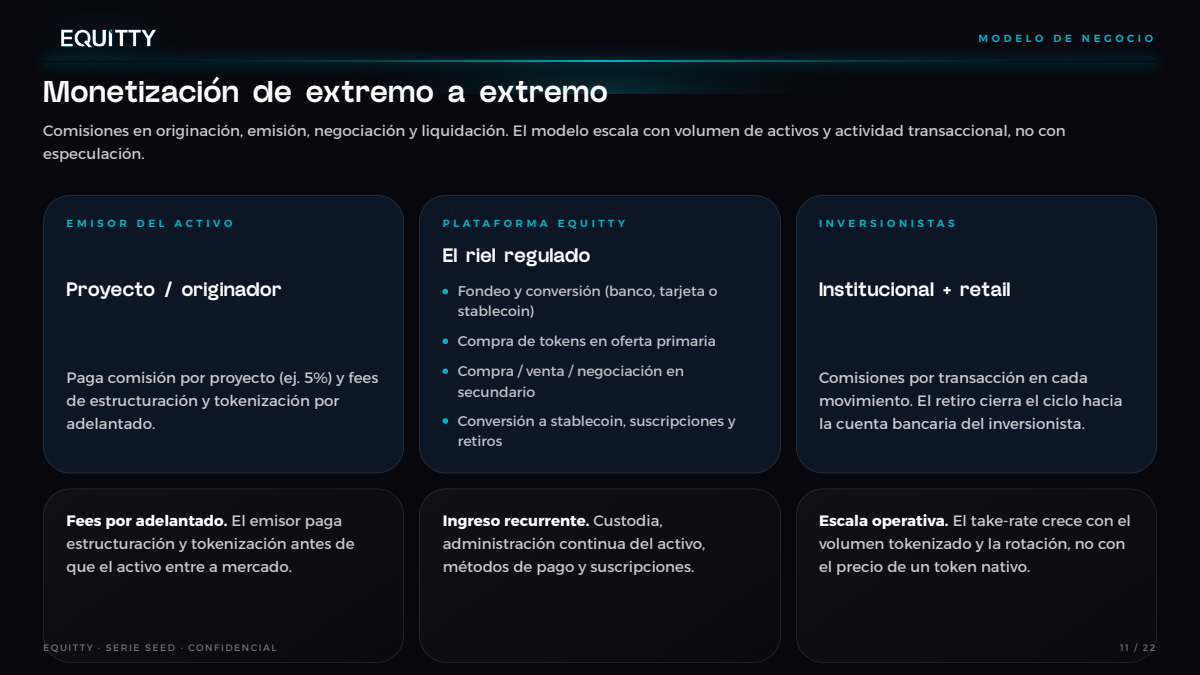 EQUITTY
MODELO DE NEGOCIO
Monetización de extremo a extremo
Comisiones en originación, emisión, negociación y liquidación. El modelo escala con volumen de activos y actividad transaccional, no con
especulación.
EMISOR DEL ACTIVO
Proyecto / originador
Paga comisión por proyecto (ej. 5%) y fees
de estructuración y tokenización por
adelantado.
PLATAFORMA EQUITTY
El riel regulado
• Fondeo y conversión (banco, tarjeta o
stablecoin)
• Compra de tokens en oferta primaria
• Compra / venta / negociación en
secundario
• Conversión a stablecoin, suscripciones y
retiros
INVERSIONISTAS
Institucional + retail
Comisiones por transacción en cada
movimiento. El retiro cierra el ciclo hacia
la cuenta bancaria del inversionista.
Fees por adelantado. El emisor paga
estructuración y tokenización antes de
que el activo entre a mercado.
Ingreso recurrente. Custodia,
administración continua del activo,
métodos de pago y suscripciones.
Escala operativa. El take-rate crece con el
volumen tokenizado y la rotación, no con
el precio de un token nativo.
EQUITTY · SERIE SEED · CONFIDENCIAL
11 / 22